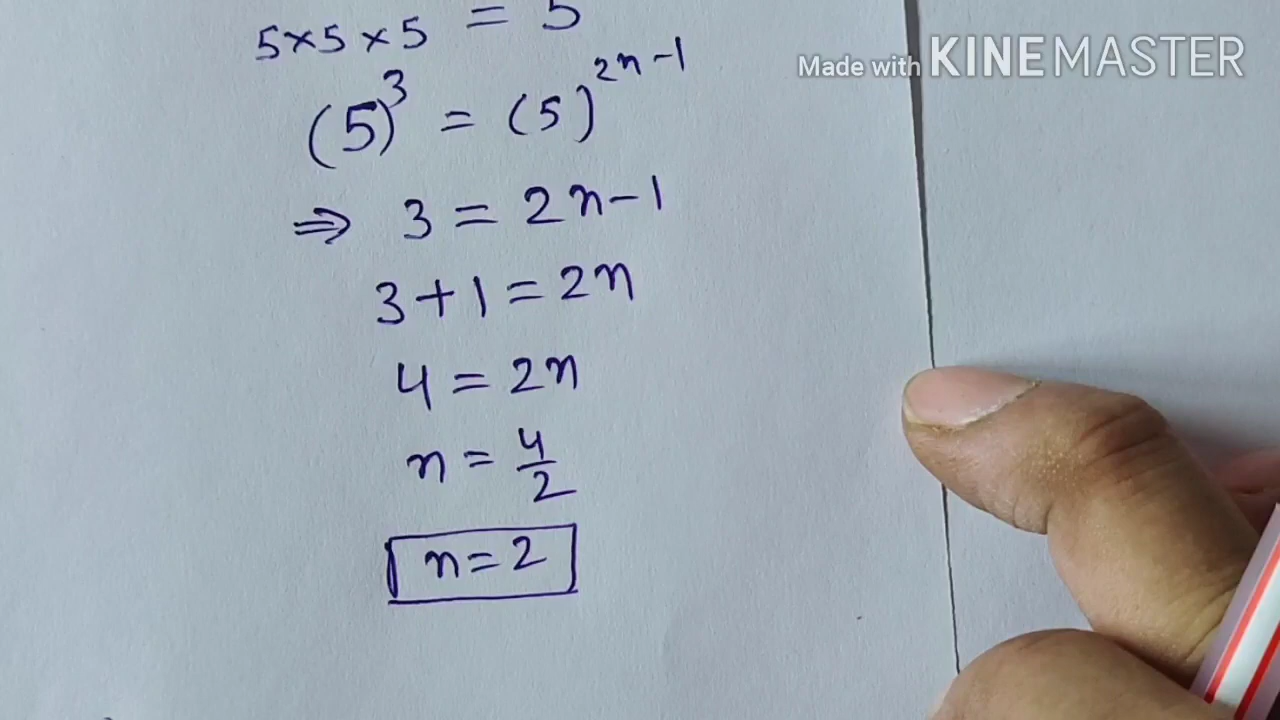 5×5×5 = 5
Made with KINEMASTER
(5)³ = (5)²ⁿ⁻¹
⇒ 3 = 2n-1
3+1=2n
4=2n
n=4/2
n=2